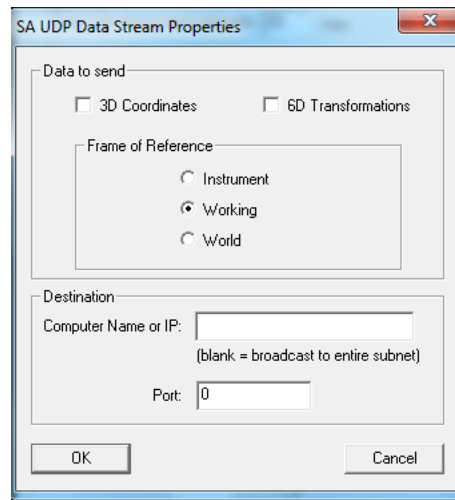 SA UDP Data Stream Properties
Data to send
3D Coordinates 6D Transformations
Frame of Reference
Instrument
Working
World
Destination
Computer Name or IP:
(blank = broadcast to entire subnet)
Port: 0
OK Cancel